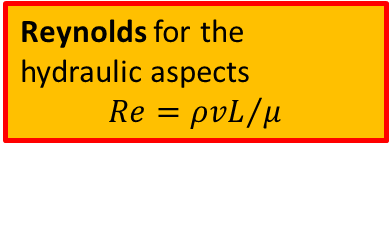 Reynolds for the
hydraulic aspects
𝑅𝑒 = 𝜌𝑣𝐿/𝜇